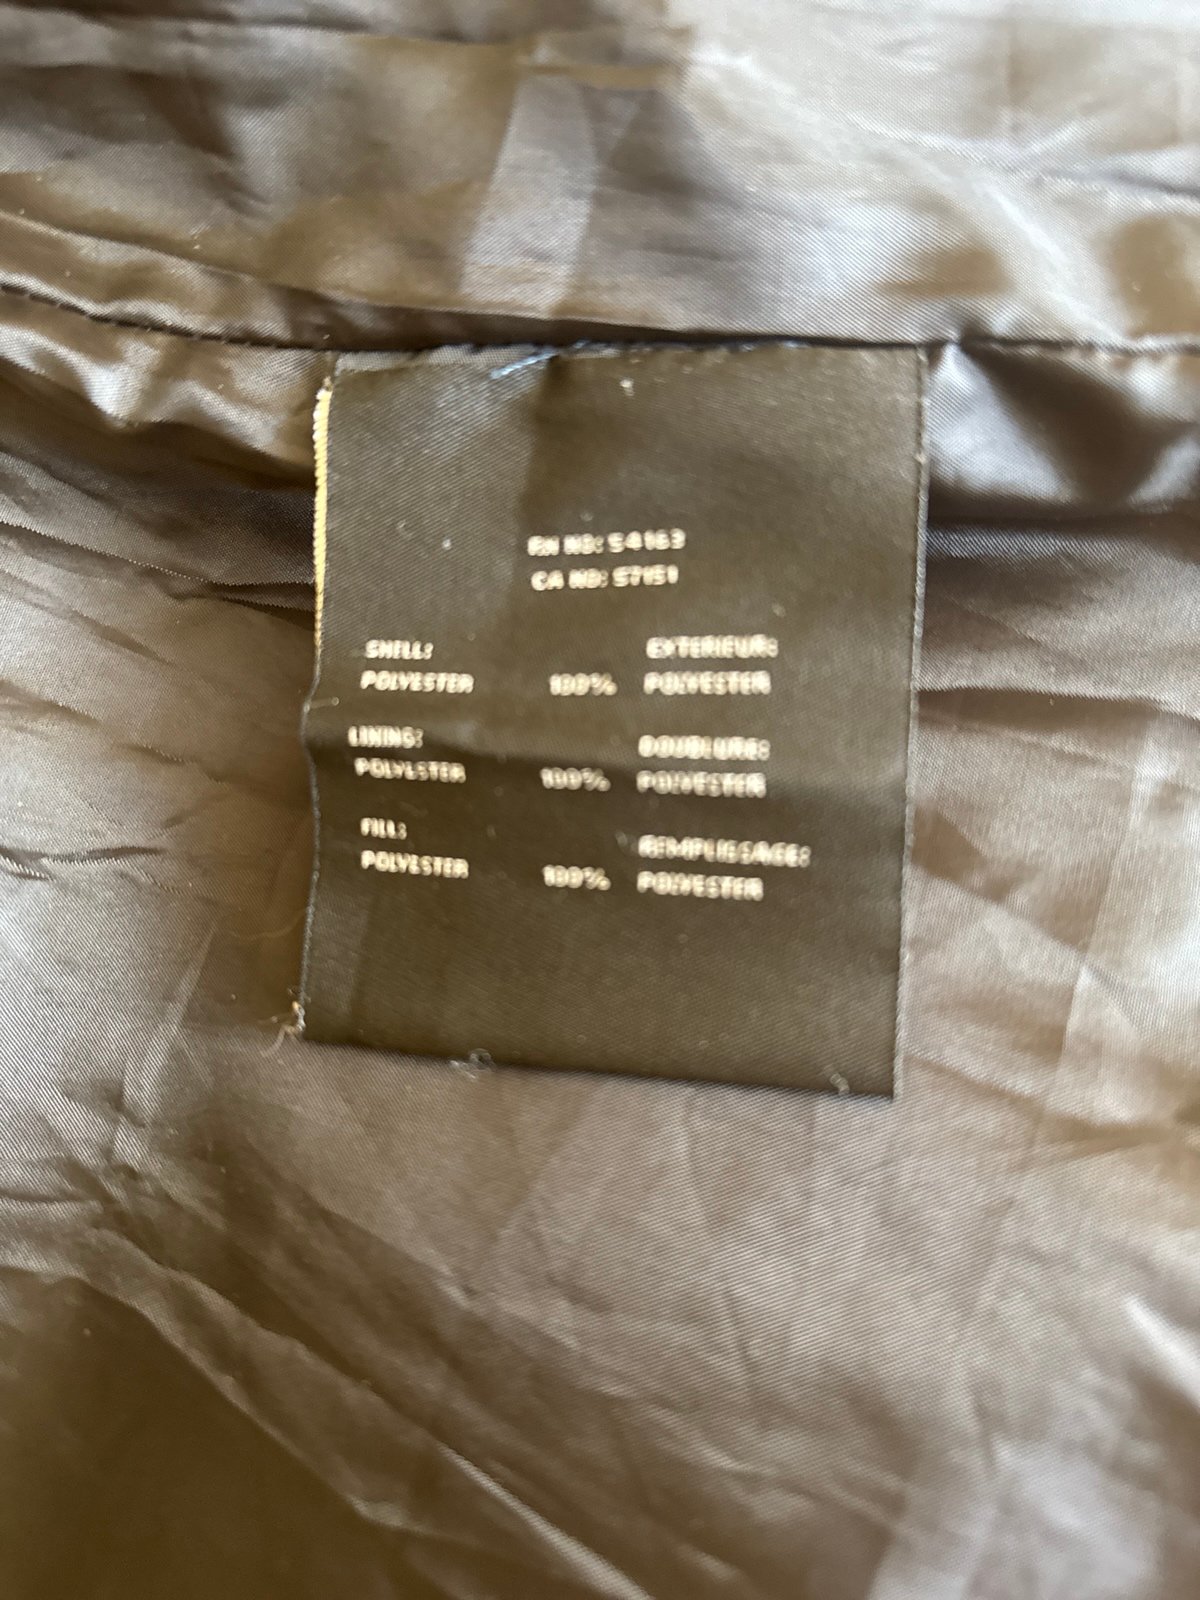 RN NO: 54163
CA NO: 57151
SHELL: EXTERIEUR:
POLYESTER 100% POLYESTER
LINING: DOUBLURE:
POLYESTER 100% POLYESTER
FILL:
POLYESTER 100% POLYESTER